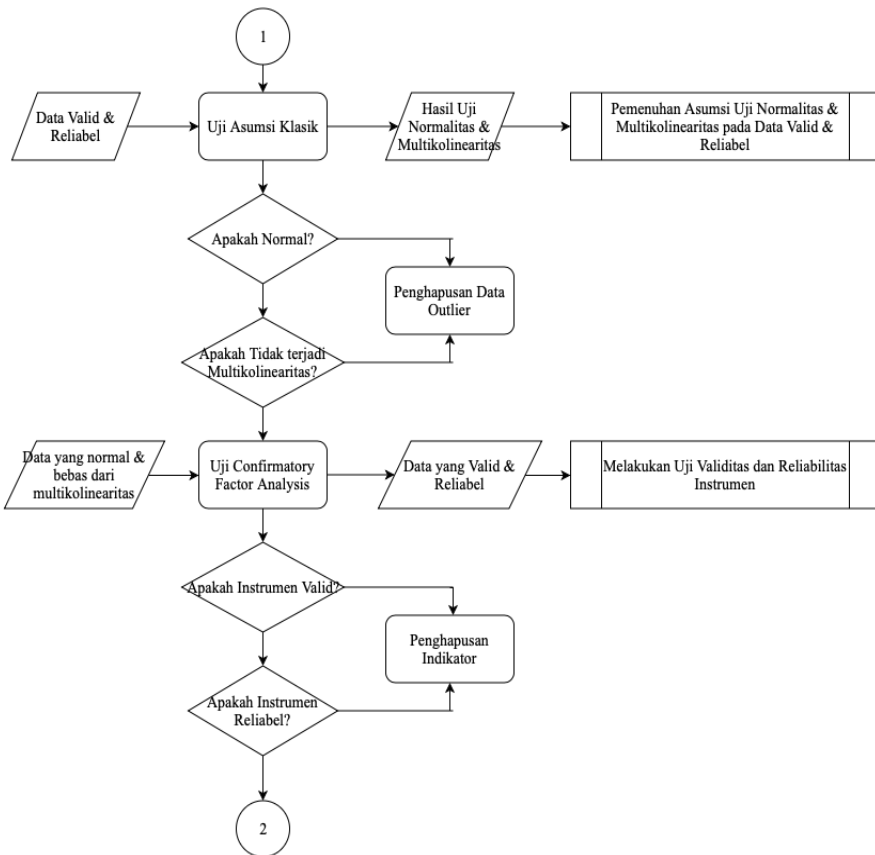 1
Data Valid &
Reliabel
Uji Asumsi Klasik
Hasil Uji
Normalitas &
Multikolinearitas
Pemenuhan Asumsi Uji Normalitas &
Multikolinearitas pada Data Valid &
Reliabel
Apakah Normal?
Penghapusan Data
Outlier
Apakah Tidak terjadi
Multikolinearitas?
Data yang normal &
bebas dari
multikolinearitas
Uji Confirmatory
Factor Analysis
Data yang Valid &
Reliabel
Melakukan Uji Validitas dan Reliabilitas
Instrumen
Apakah Instrumen Valid?
Penghapusan
Indikator
Apakah Instrumen
Reliabel?
2